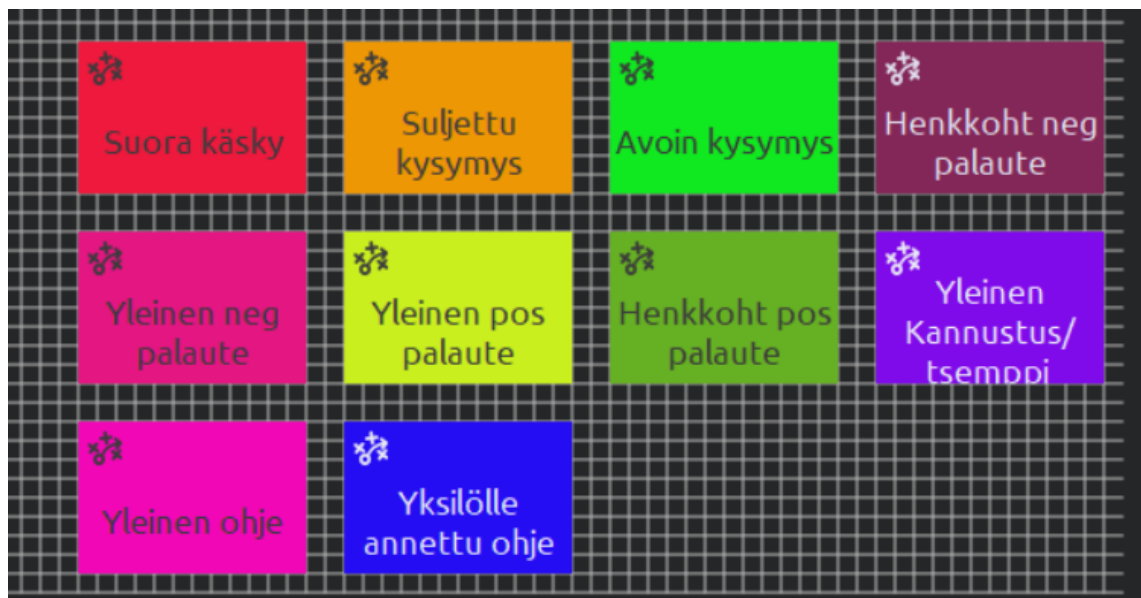 Suora käsky
Suljettu
kysymys
Avoin kysymys
Henkkoht neg
palaute
Yleinen neg
palaute
Yleinen pos
palaute
Henkkoht pos
palaute
Yleinen
Kannustus/
tsemppi
Yleinen ohje
Yksilölle
annettu ohje